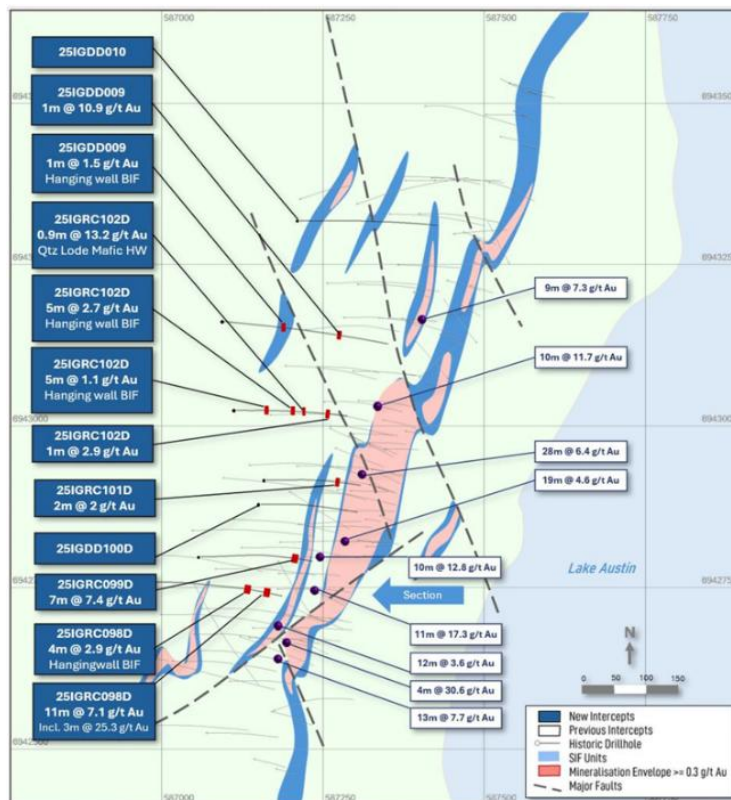 587000
587250
587500
587750
25IGDD010
25IGDD009
1m @ 10.9 g/t Au
25IGDD009
1m @ 1.5 g/t Au
Hanging wall BIF
25IGRC102D
0.9m @ 13.2 g/t Au
Qtz Lode Mafic HW
25IGRC102D
5m @ 2.7 g/t Au
Hanging wall BIF
25IGRC102D
5m @ 1.1 g/t Au
Hanging wall BIF
25IGRC102D
1m @ 2.9 g/t Au
25IGRC101D
2m @ 2 g/t Au
25IGDD100D
25IGRC099D
7m @ 7.4 g/t Au
25IGRC098D
4m @ 2.9 g/t Au
Hangingwall BIF
25IGRC098D
11m @ 7.1 g/t Au
Incl. 3m @ 25.3 g/t Au
9m @ 7.3 g/t Au
10m @ 11.7 g/t Au
28m @ 6.4 g/t Au
19m @ 4.6 g/t Au
10m @ 12.8 g/t Au
11m @ 17.3 g/t Au
12m @ 3.6 g/t Au
4m @ 30.6 g/t Au
13m @ 7.7 g/t Au
Section
Lake Austin
N
0 50 100 150
New Intercepts
Previous Intercepts
Historic Drillhole
SIF Units
Mineralisation Envelope >= 0.3 g/t Au
Major Faults
587000
587250
587500